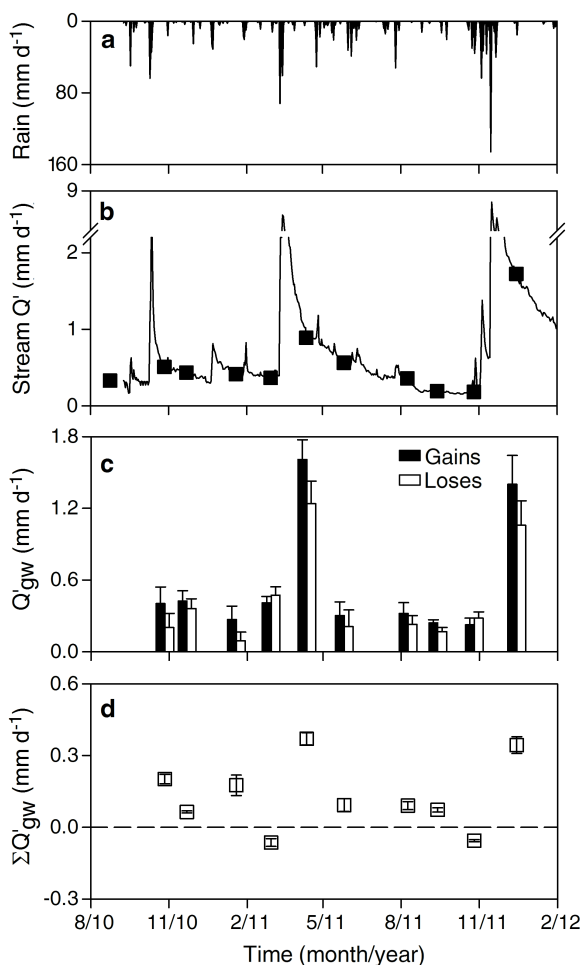 0
80
160
Rain (mm d-1)
a
9
2
1
0
Stream Q' (mm d-1)
b
1.8
1.2
0.6
0.0
Q'gw (mm d-1)
c
Gains
Loses
0.6
0.3
0.0
-0.3
ΣQ'gw (mm d-1)
d
8/10 11/10 2/11 5/11 8/11 11/11 2/12
Time (month/year)